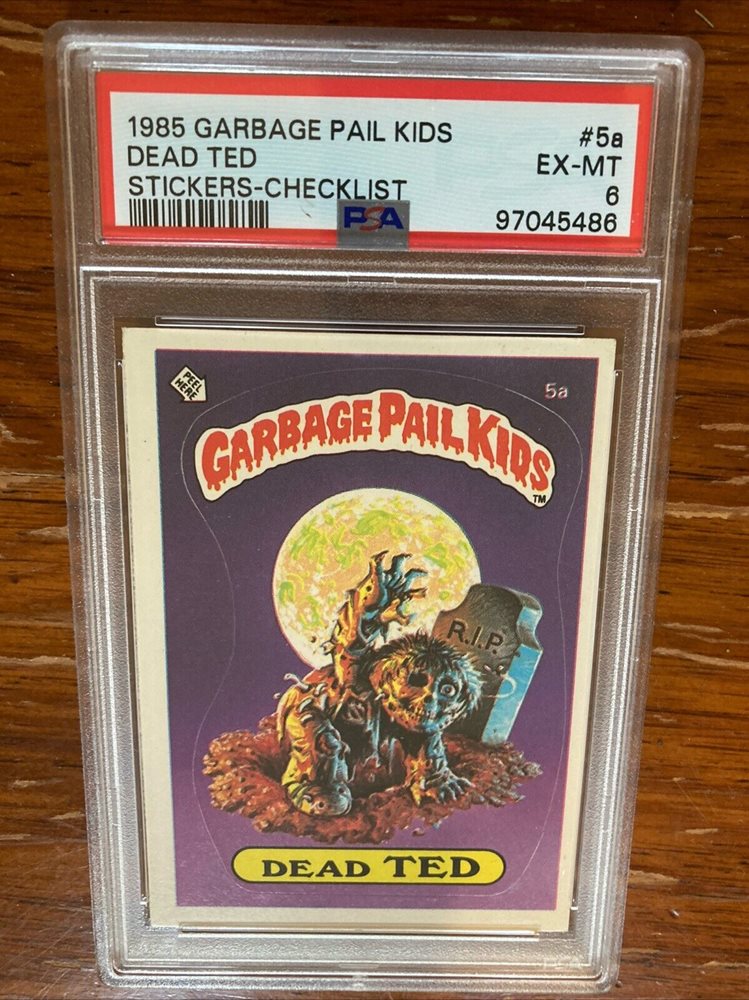 1985 GARBAGE PAIL KIDS #5a
DEAD TED EX-MT
STICKERS-CHECKLIST 6
PSA 97045486
PEEL HERE
5a
GARBAGE PAIL KIDS
TM
R.I.P.
DEAD TED